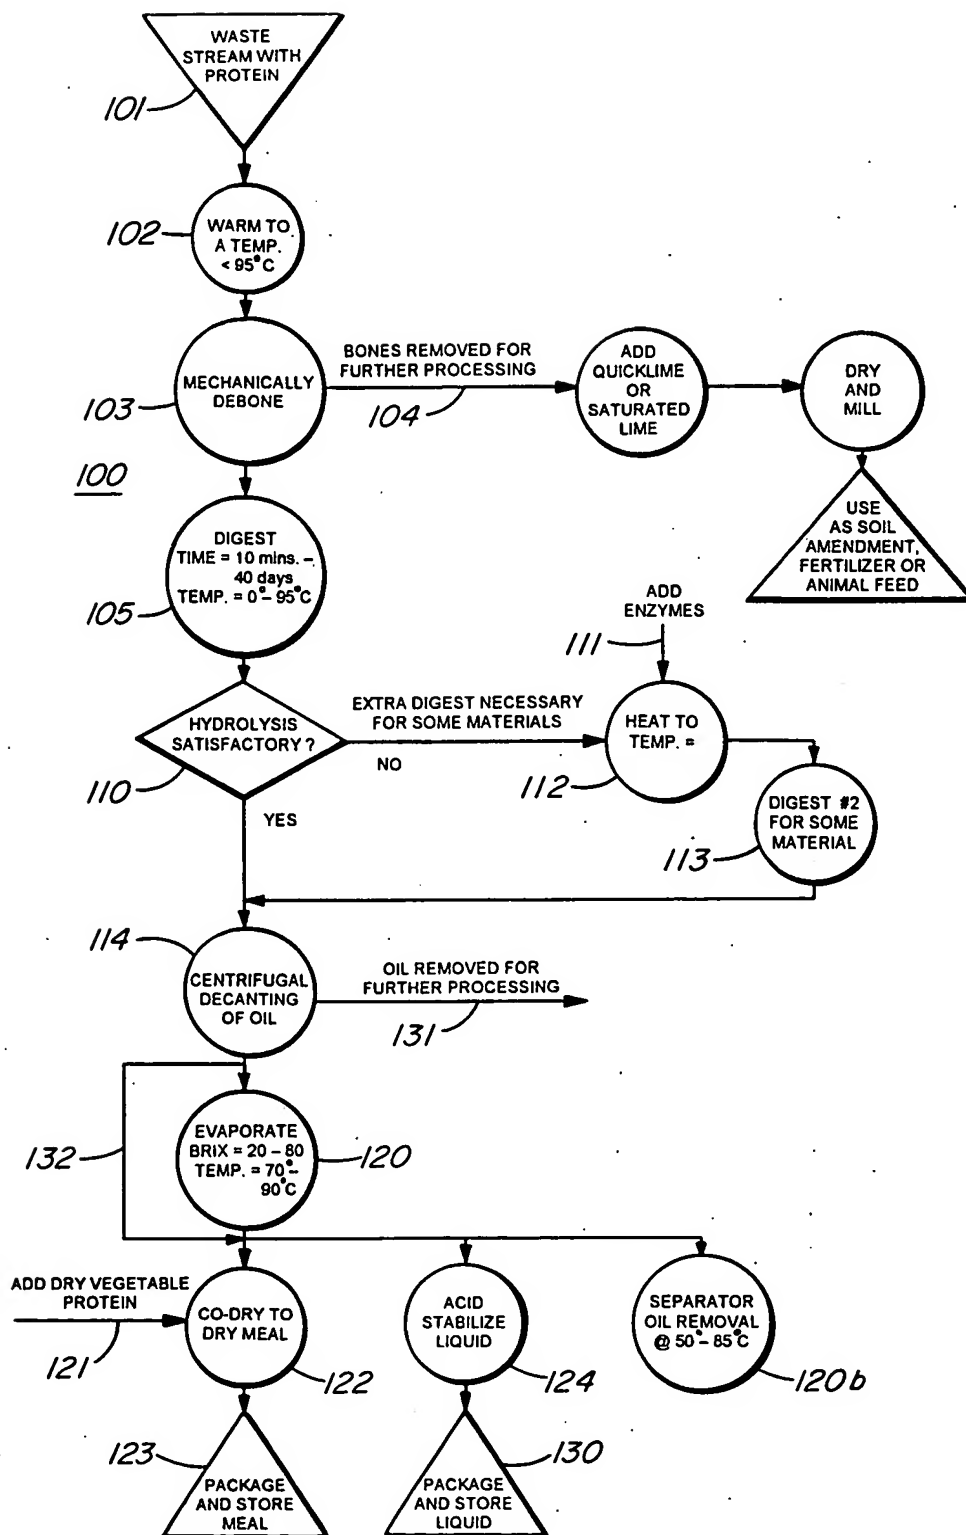 WASTE
STREAM WITH
PROTEIN
101
102
WARM TO
A TEMP.
< 95°C
103
MECHANICALLY
DEBONE
BONES REMOVED FOR
FURTHER PROCESSING
104
ADD
QUICKLIME
OR
SATURATED
LIME
DRY
AND
MILL
100
USE
AS SOIL
AMENDMENT,
FERTILIZER OR
ANIMAL FEED
DIGEST
TIME = 10 mins. –
40 days
TEMP. = 0° – 95°C
105
ADD
ENZYMES
111
HYDROLYSIS
SATISFACTORY ?
110
EXTRA DIGEST NECESSARY
FOR SOME MATERIALS
NO
HEAT TO
TEMP. =
112
YES
DIGEST #2
FOR SOME
MATERIAL
113
114
CENTRIFUGAL
DECANTING
OF OIL
OIL REMOVED FOR
FURTHER PROCESSING
131
132
EVAPORATE
BRIX = 20 – 80
TEMP. = 70° –
90°C
120
ADD DRY VEGETABLE
PROTEIN
121
CO-DRY TO
DRY MEAL
122
ACID
STABILIZE
LIQUID
124
SEPARATOR
OIL REMOVAL
@ 50° – 85°C
120b
123
PACKAGE
AND STORE
MEAL
130
PACKAGE
AND STORE
LIQUID